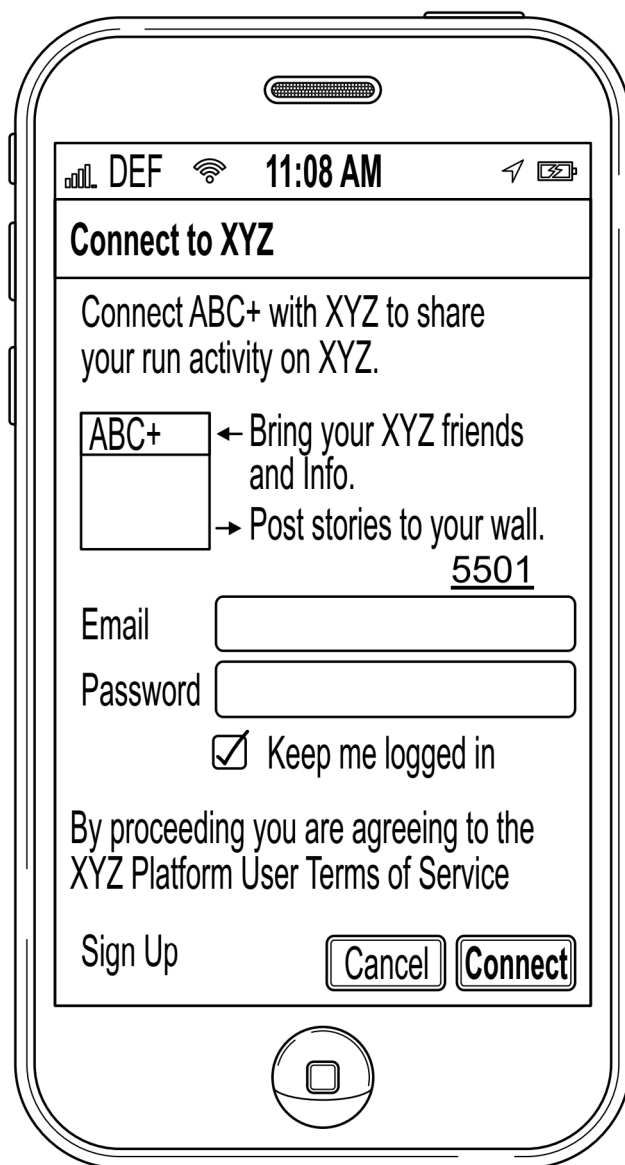 DEF 11:08 AM
Connect to XYZ
Connect ABC+ with XYZ to share
your run activity on XYZ.
ABC+
Bring your XYZ friends
and Info.
Post stories to your wall.
5501
Email
Password
Keep me logged in
By proceeding you are agreeing to the
XYZ Platform User Terms of Service
Sign Up Cancel Connect